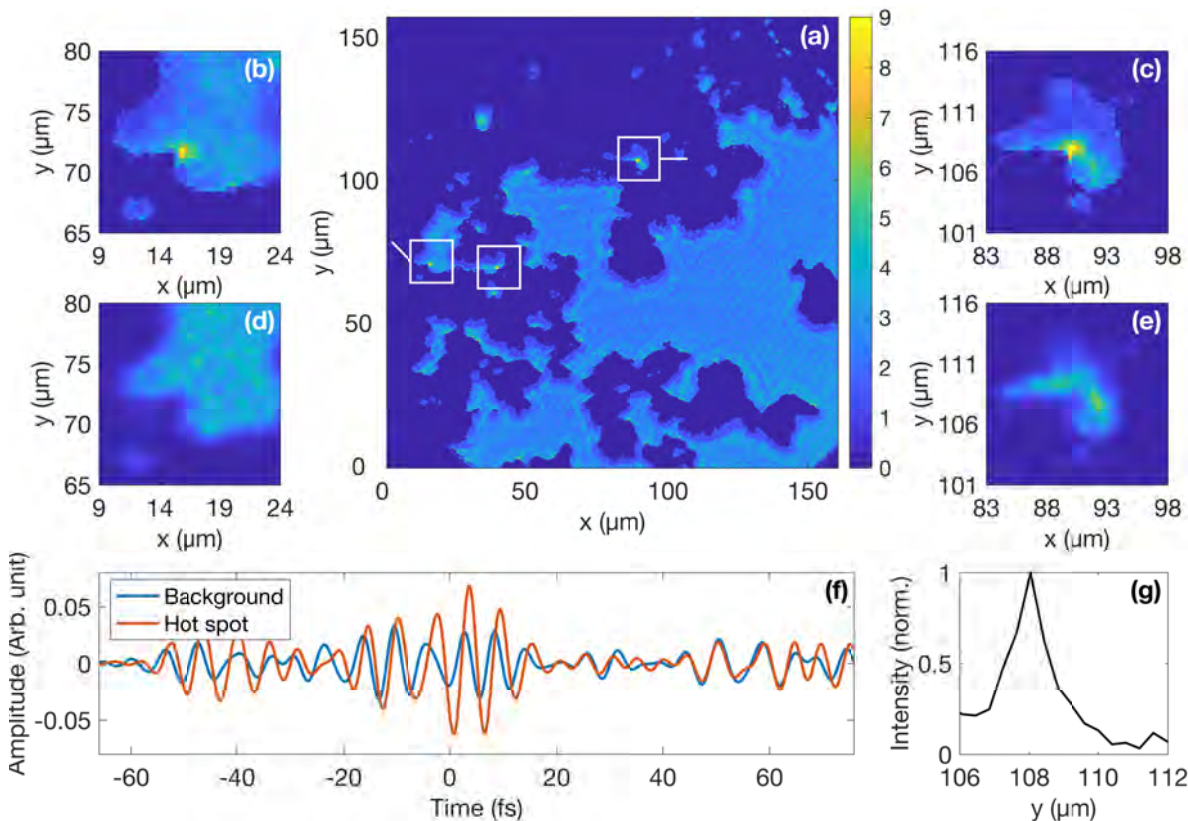 (b)
80
75
70
65
y (µm)
9 14 19 24
x (µm)
(a)
150
100
50
0
y (µm)
0 50 100 150
x (µm)
9
8
7
6
5
4
3
2
1
0
(c)
116
111
106
101
y (µm)
83 88 93 98
x (µm)
(d)
80
75
70
65
y (µm)
9 14 19 24
x (µm)
(e)
116
111
106
101
y (µm)
83 88 93 98
x (µm)
(f)
Amplitude (Arb. unit)
0.05
0
-0.05
Background
Hot spot
-60 -40 -20 0 20 40 60
Time (fs)
(g)
Intensity (norm.)
1
0.5
0
106 108 110 112
y (µm)